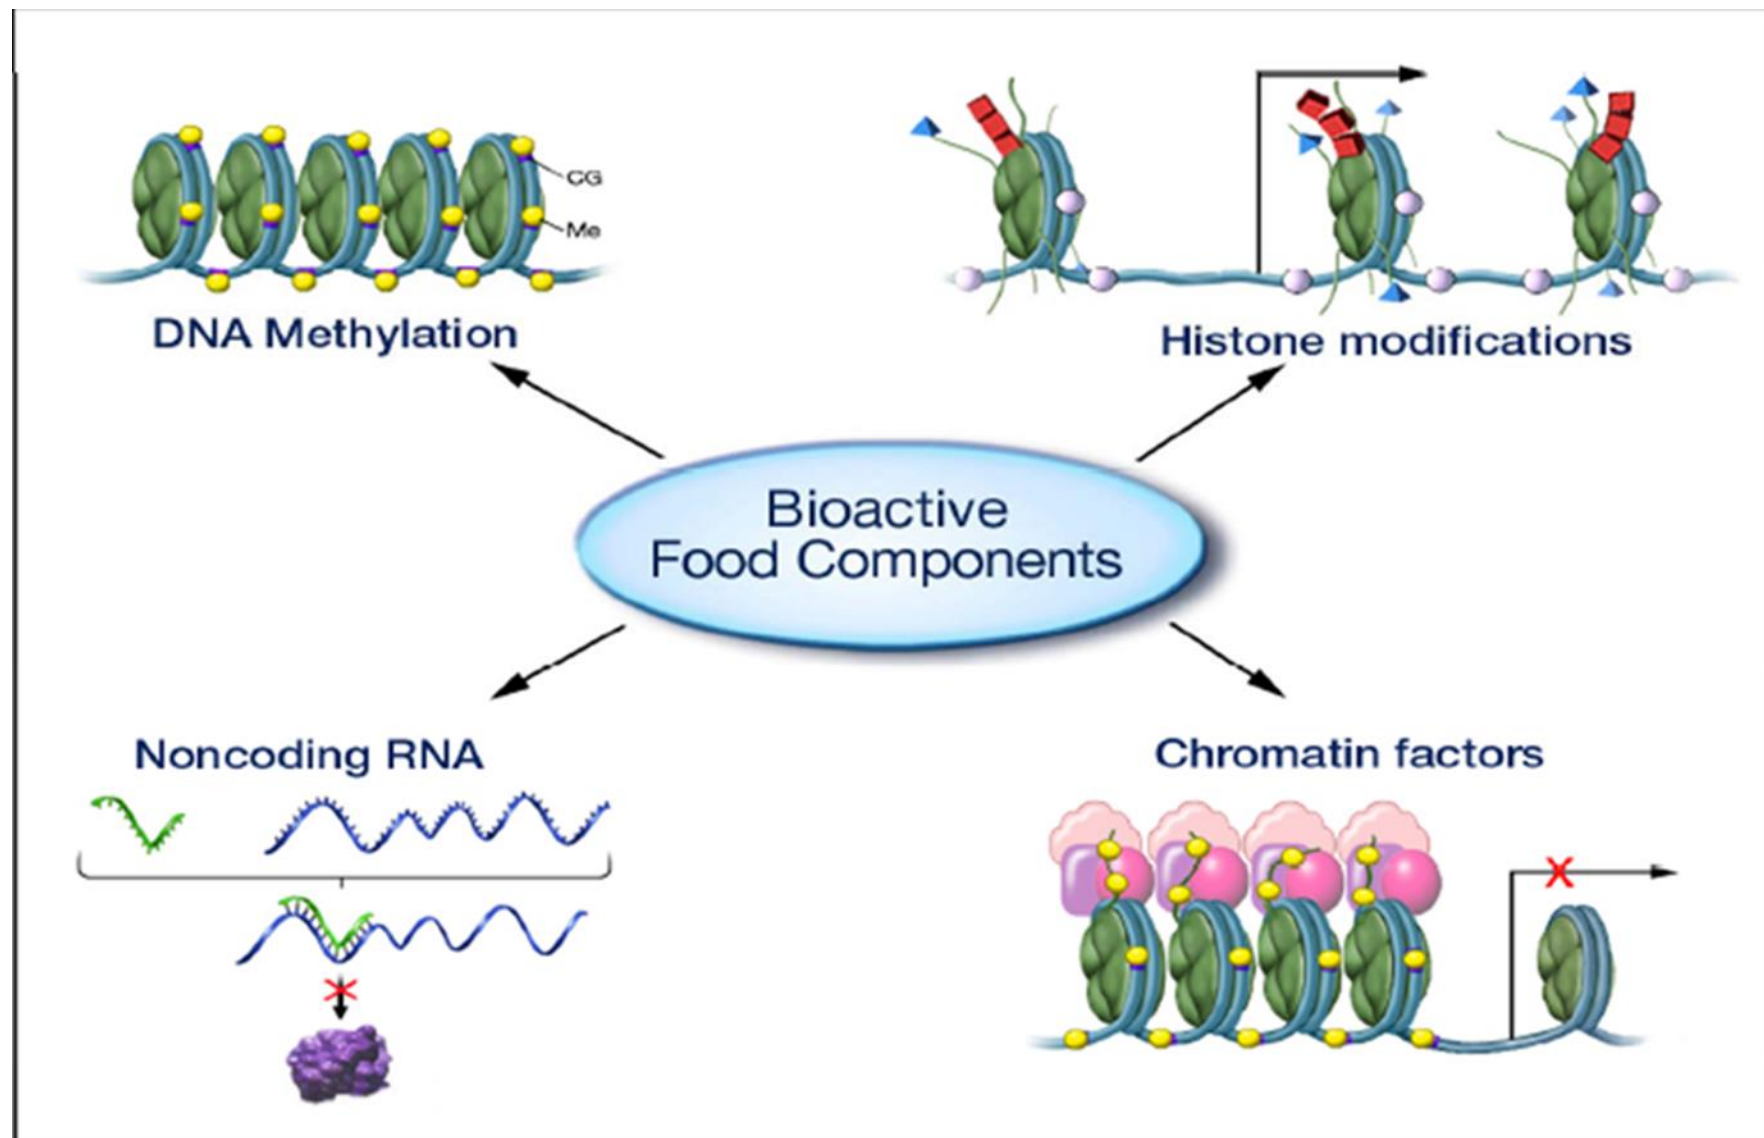 CG
Me
DNA Methylation
Histone modifications
Bioactive
Food Components
Noncoding RNA
Chromatin factors